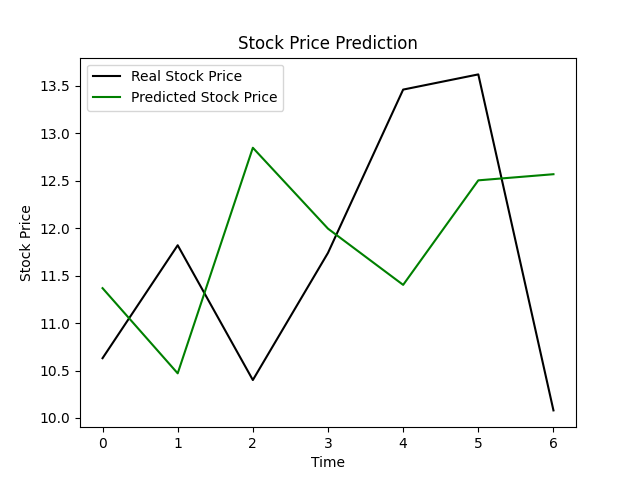 Stock Price Prediction
Real Stock Price
Predicted Stock Price
Stock Price
13.5
13.0
12.5
12.0
11.5
11.0
10.5
10.0
0 1 2 3 4 5 6
Time